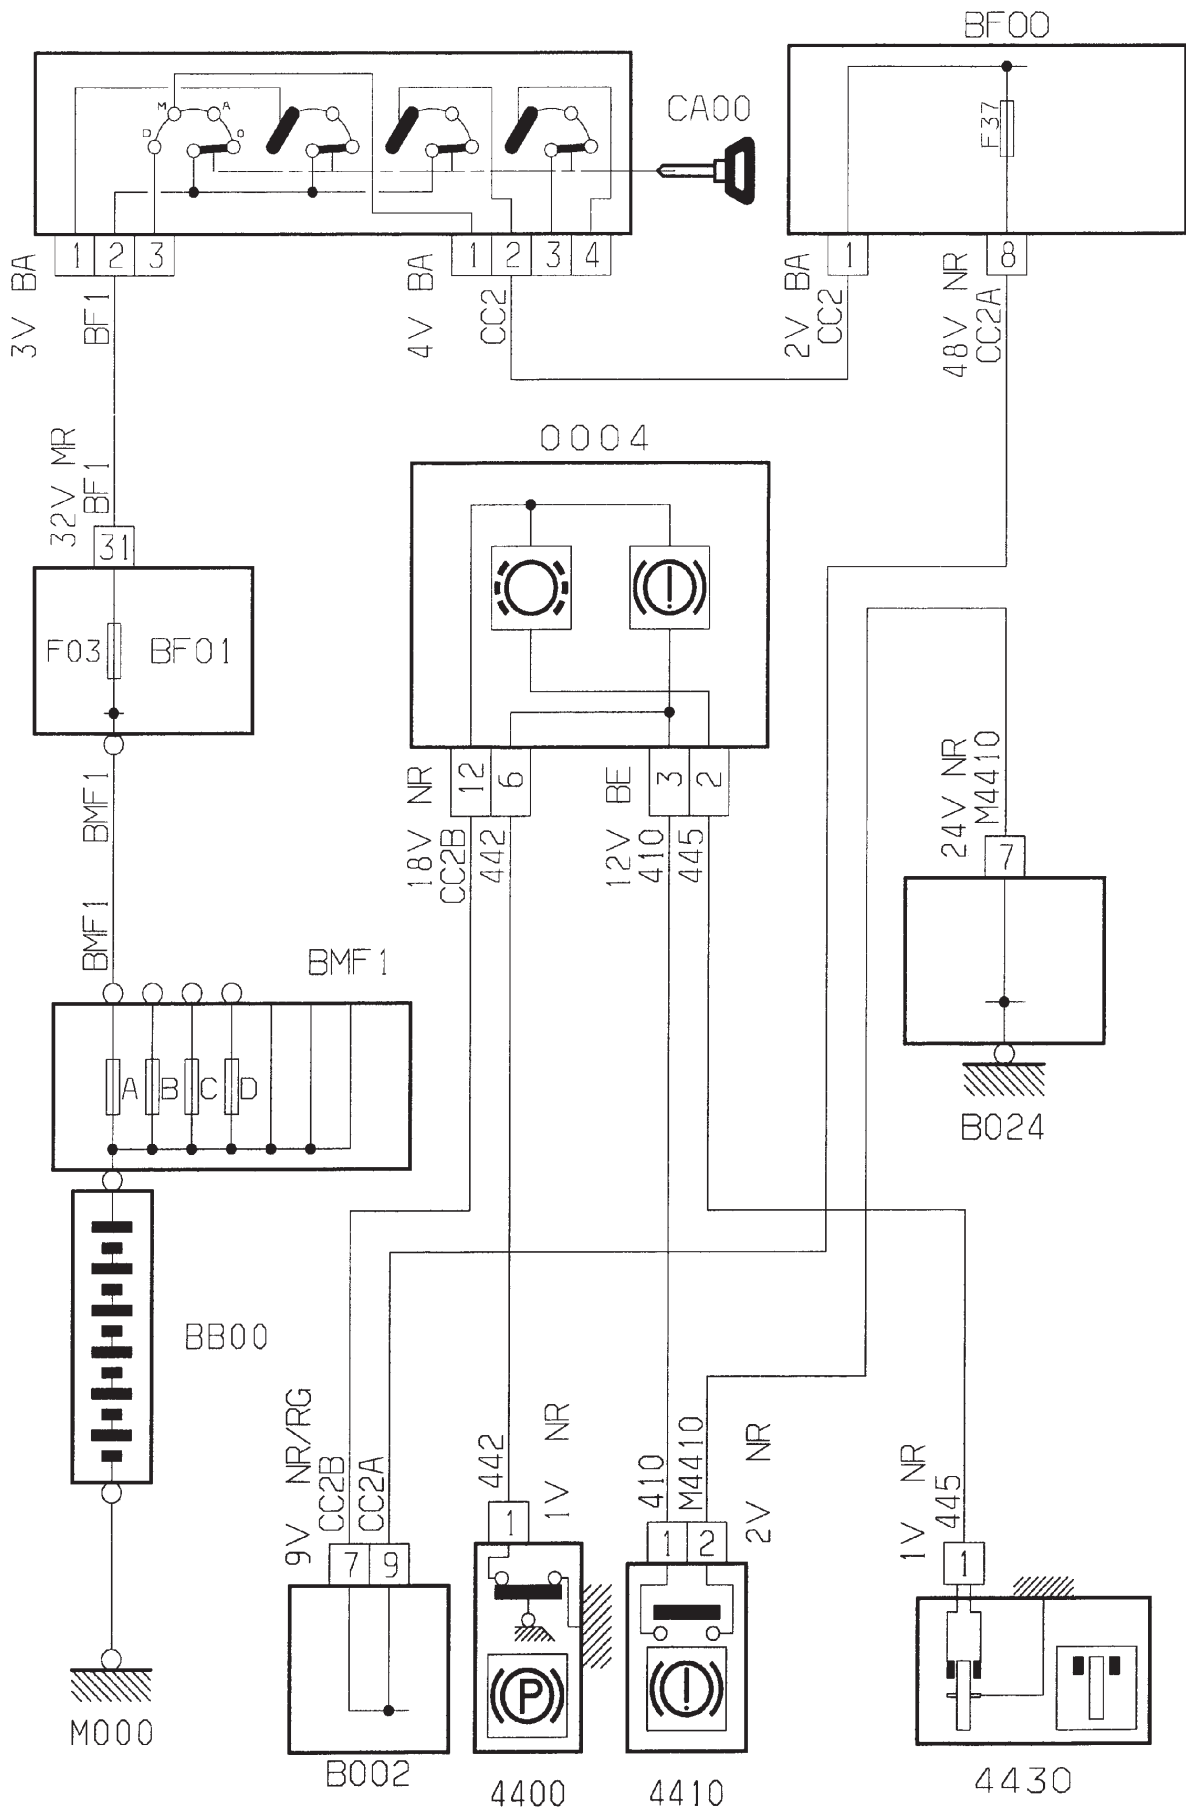 BF00
CA00
M
A
D
O
F37
1
2
3
1
2
3
4
1
8
3V BA
BF1
4V BA
CC2
2V BA
CC2
48V NR
CC2A
0004
32V MR
BF1
31
F03
BF01
12
6
3
2
18V NR
CC2B
442
12V BE
410
445
24V NR
M4410
7
BMF1
BMF1
BMF1
A
B
C
D
B024
BB00
9V NR/RG
CC2B
CC2A
442
1V NR
410
M4410
2V NR
1V NR
445
7
9
1
1
2
1
P
M000
B002
4400
4410
4430